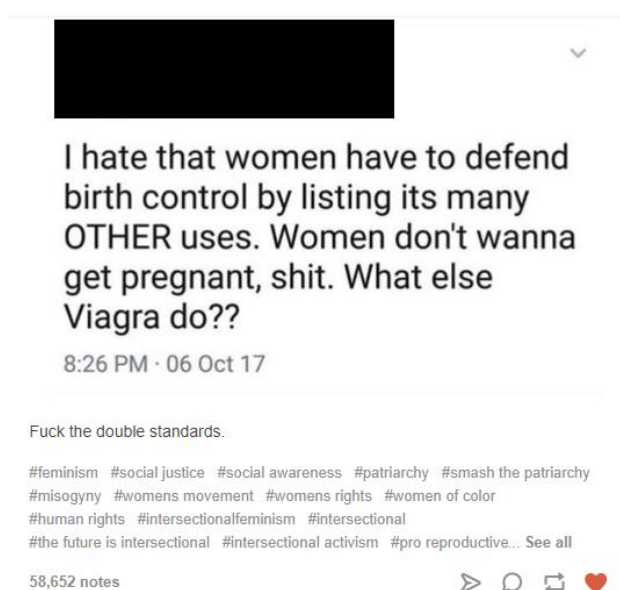 I hate that women have to defend
birth control by listing its many
OTHER uses. Women don't wanna
get pregnant, shit. What else
Viagra do??
8:26 PM · 06 Oct 17
Fuck the double standards.
#feminism #social justice #social awareness #patriarchy #smash the patriarchy
#misogyny #womens movement #womens rights #women of color
#human rights #intersectionalfeminism #intersectional
#the future is intersectional #intersectional activism #pro reproductive... See all
58,652 notes